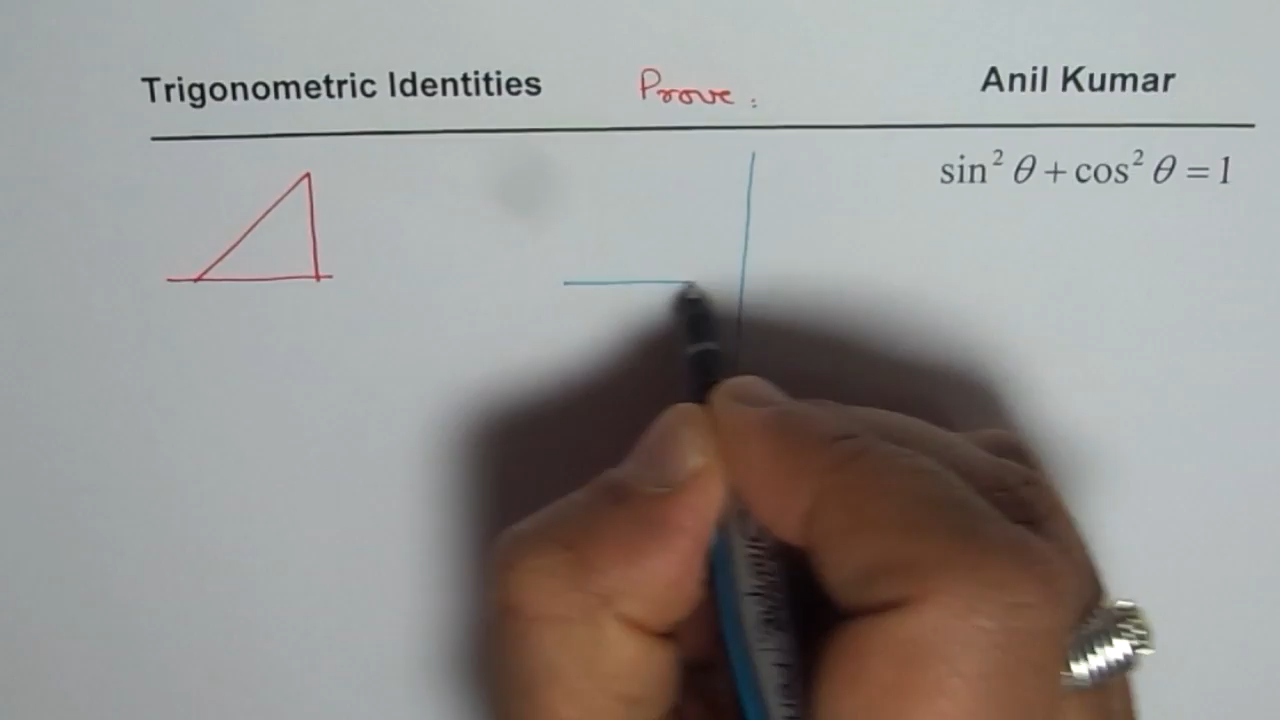 Trigonometric Identities Prove : Anil Kumar
sin² θ + cos² θ = 1